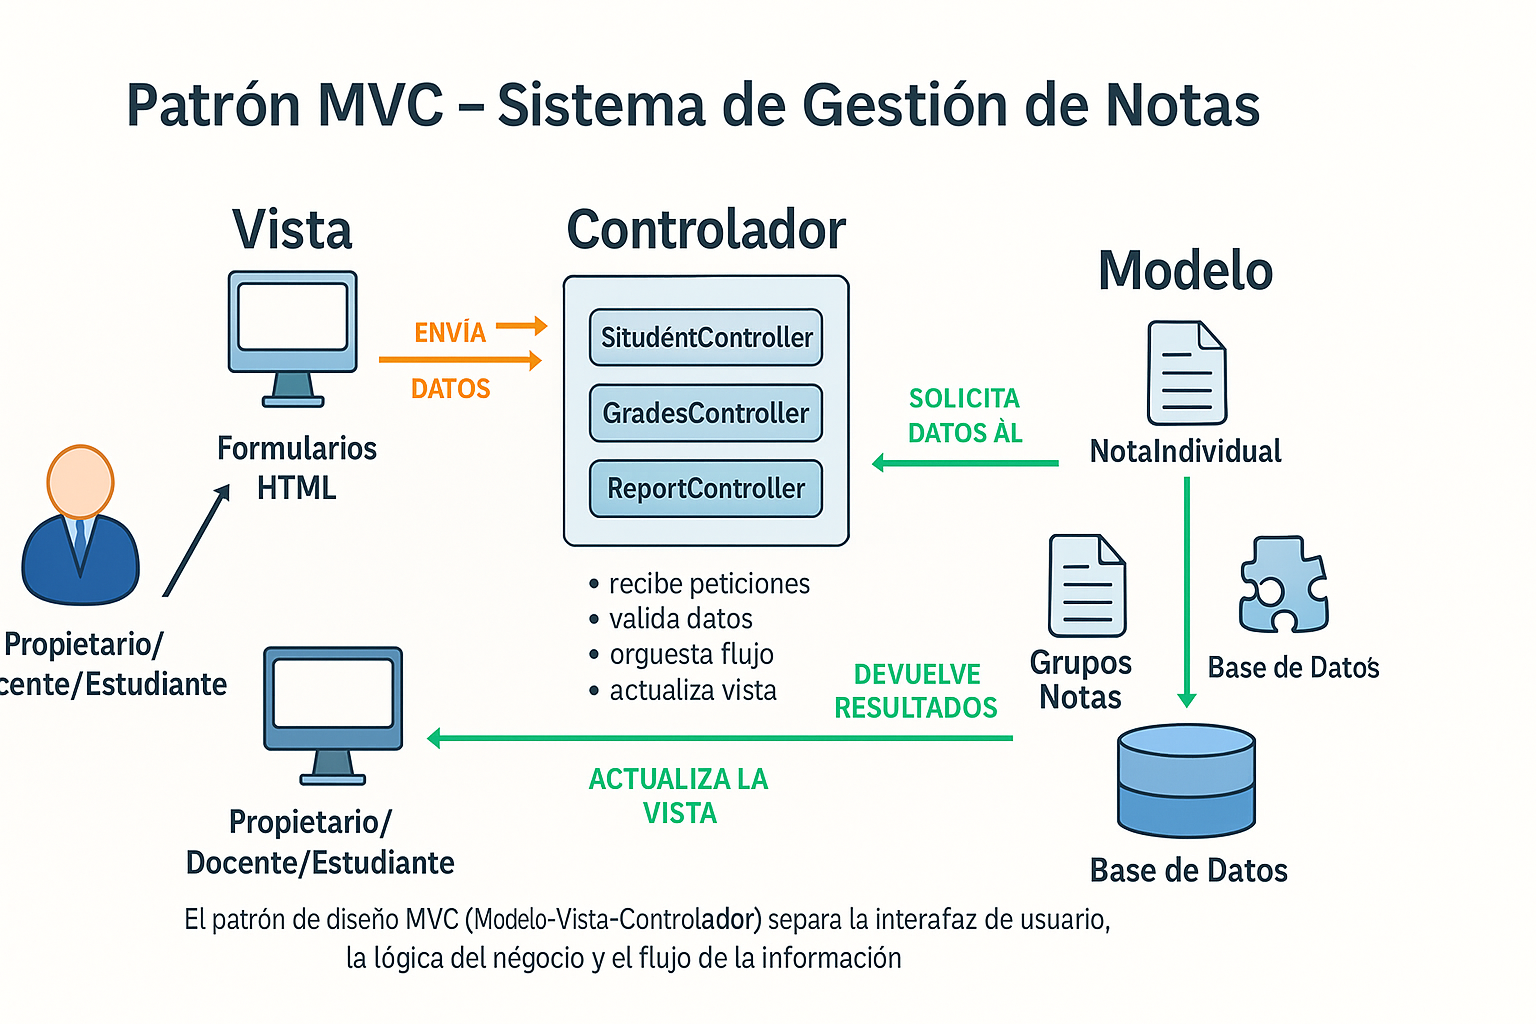 Patrón MVC – Sistema de Gestión de Notas
Vista
Formularios
HTML
ENVÍA
DATOS
Controlador
SitudéntController
GradesController
ReportController
• recibe peticiones
• valida datos
• orguesta flujo
• actualiza vista
SOLICITA
DATOS ÀL
Modelo
NotaIndividual
Grupos
Notas
Base de Datos
Base de Datos
Propietario/
cente/Estudiante
DEVUELVE
RESULTADOS
ACTUALIZA LA
VISTA
Propietario/
Docente/Estudiante
El patrón de diseño MVC (Modelo-Vista-Controlador) separa la interafaz de usuario,
la lógica del négocio y el flujo de la información